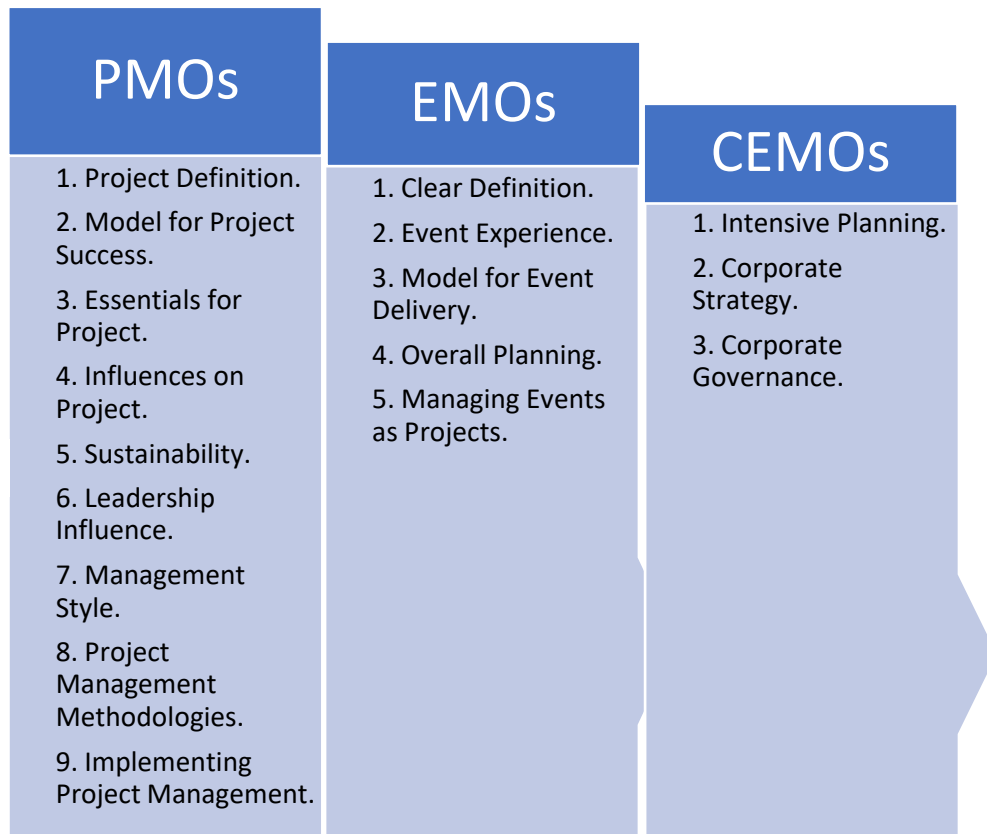 PMOs
1. Project Definition.
2. Model for Project
Success.
3. Essentials for
Project.
4. Influences on
Project.
5. Sustainability.
6. Leadership
Influence.
7. Management
Style.
8. Project
Management
Methodologies.
9. Implementing
Project Management.
EMOs
1. Clear Definition.
2. Event Experience.
3. Model for Event
Delivery.
4. Overall Planning.
5. Managing Events
as Projects.
CEMOs
1. Intensive Planning.
2. Corporate
Strategy.
3. Corporate
Governance.